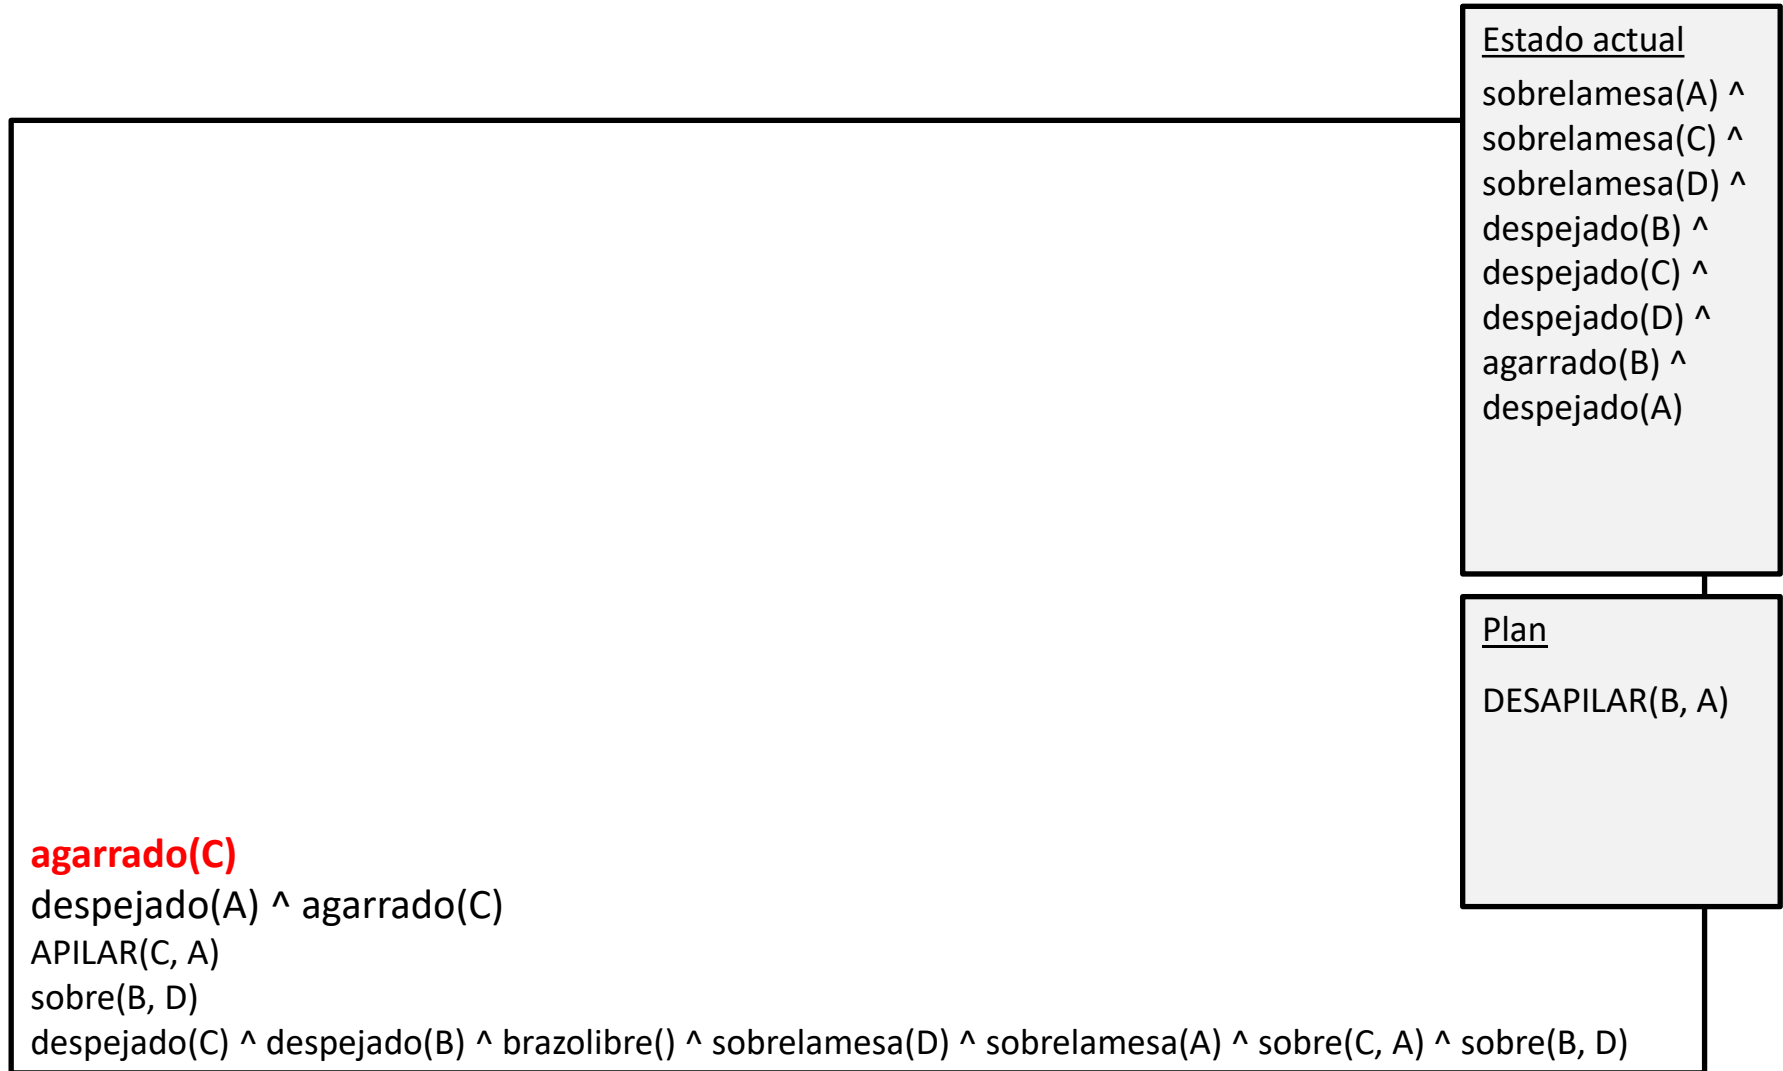 Estado actual
sobrelamesa(A) ^
sobrelamesa(C) ^
sobrelamesa(D) ^
despejado(B) ^
despejado(C) ^
despejado(D) ^
agarrado(B) ^
despejado(A)
Plan
DESAPILAR(B, A)
agarrado(C)
despejado(A) ^ agarrado(C)
APILAR(C, A)
sobre(B, D)
despejado(C) ^ despejado(B) ^ brazolibre() ^ sobrelamesa(D) ^ sobrelamesa(A) ^ sobre(C, A) ^ sobre(B, D)